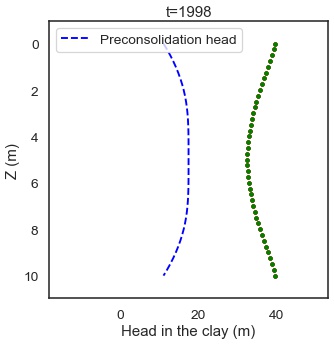 t=1998
Preconsolidation head
0
2
4
6
8
10
Z (m)
0
20
40
Head in the clay (m)